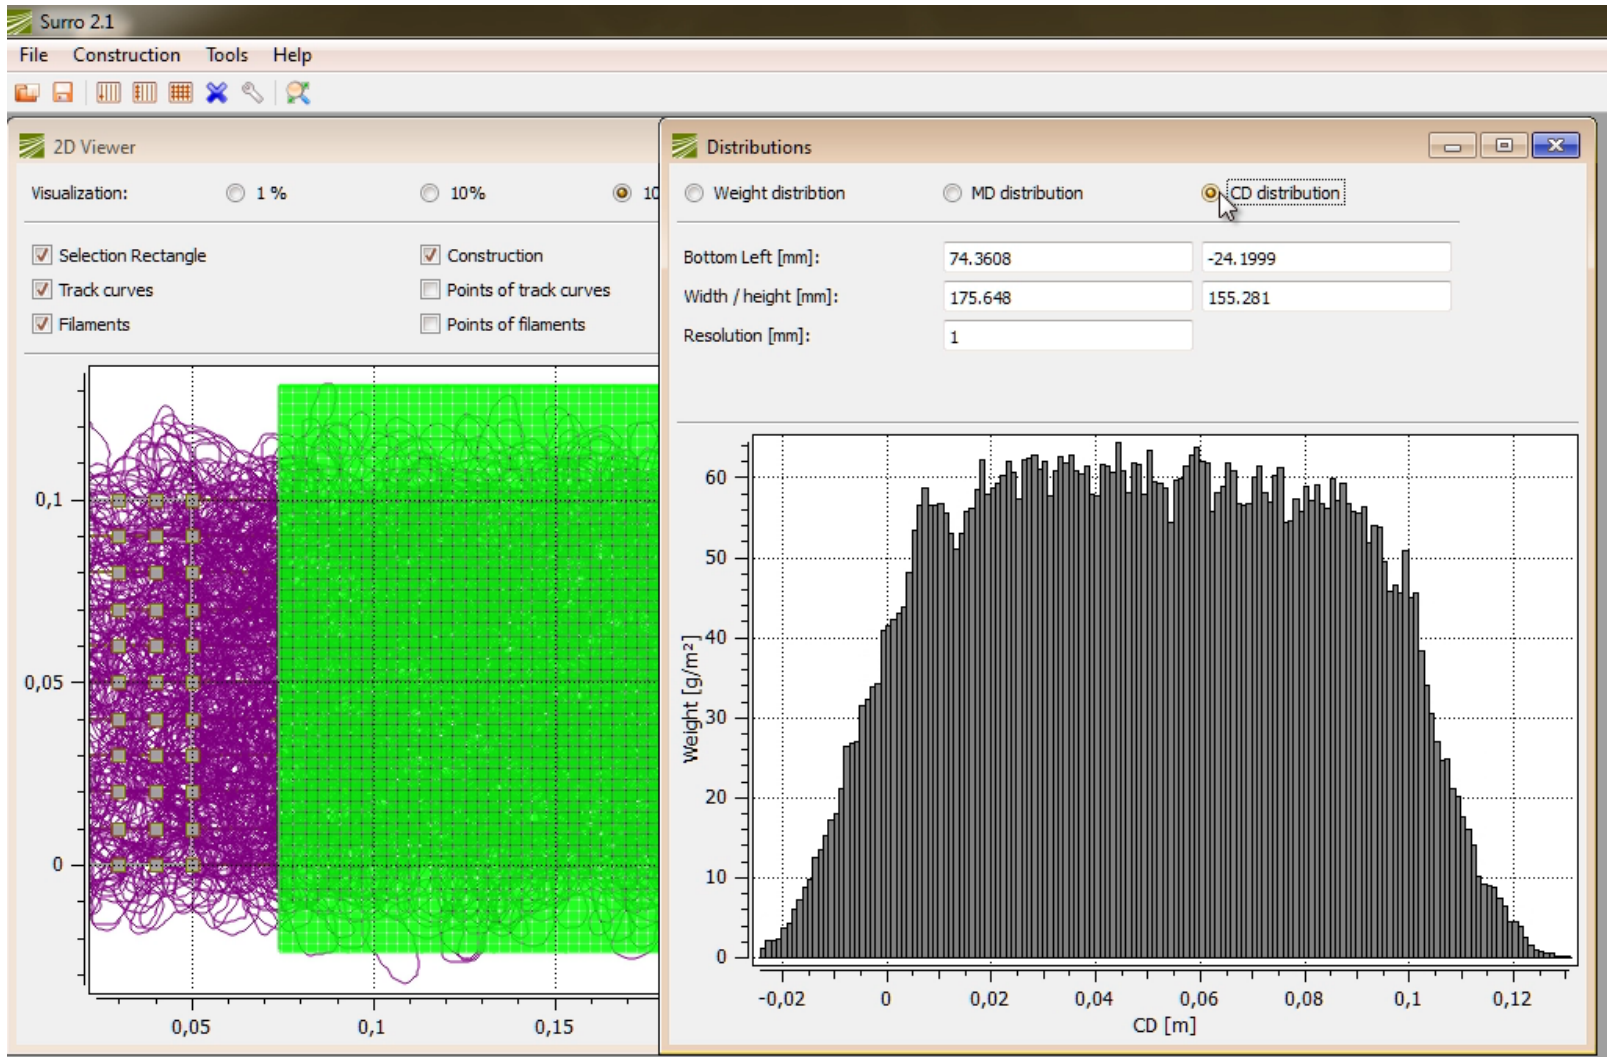 Surro 2.1
File Construction Tools Help
2D Viewer
Visualization: 1 % 10% 10
Selection Rectangle Construction
Track curves Points of track curves
Filaments Points of filaments
0,1
0,05
0
0,05 0,1 0,15
Distributions
Weight distribtion MD distribution CD distribution
Bottom Left [mm]: 74.3608 -24.1999
Width / height [mm]: 175.648 155.281
Resolution [mm]: 1
Weight [g/m²]
60
50
40
30
20
10
0
-0,02 0 0,02 0,04 0,06 0,08 0,1 0,12
CD [m]